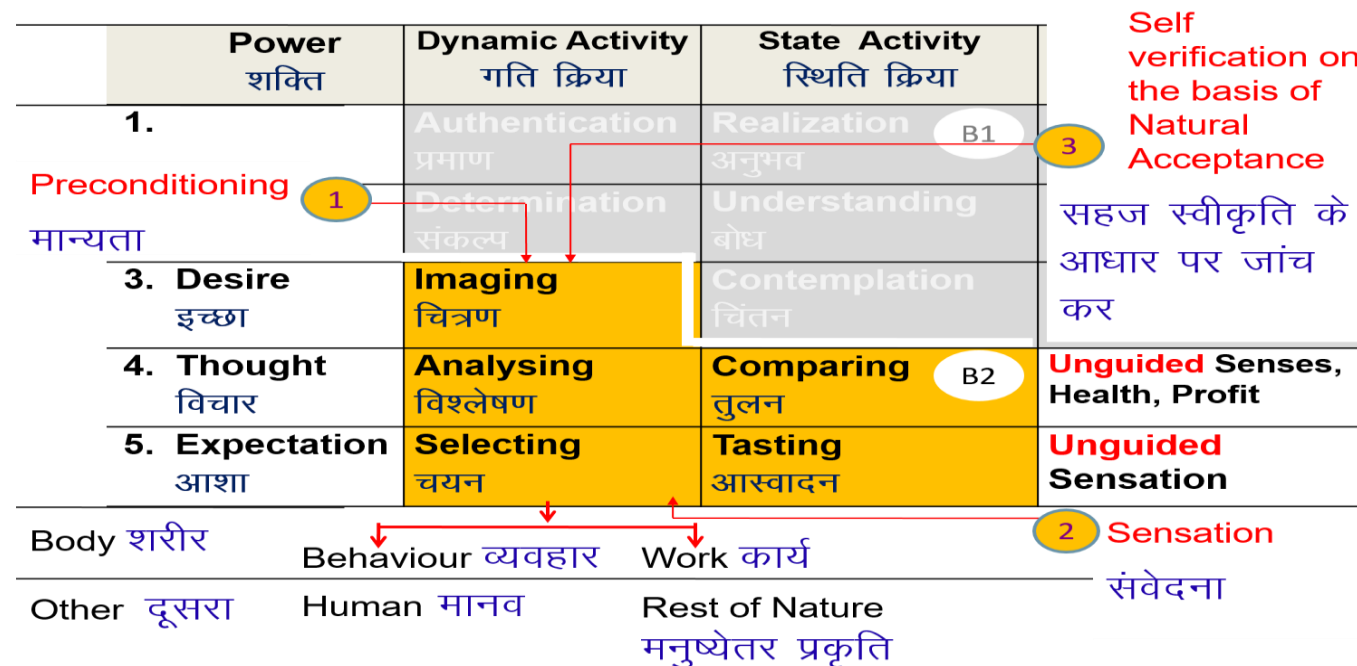 Power
शक्ति
Dynamic Activity
गति क्रिया
State Activity
स्थिति क्रिया
Self
verification on
the basis of
Natural
Acceptance
सहज स्वीकृति के
आधार पर जांच
कर
1.
Authentication
प्रमाण
Realization
अनुभव
B1
3
Preconditioning
मान्यता
1
Determination
संकल्प
Understanding
बोध
3. Desire
इच्छा
Imaging
चित्रण
Contemplation
चिंतन
4. Thought
विचार
Analysing
विश्लेषण
Comparing
तुलन
B2
Unguided Senses,
Health, Profit
5. Expectation
आशा
Selecting
चयन
Tasting
आस्वादन
Unguided
Sensation
Body शरीर
Behaviour व्यवहार
Work कार्य
2
Sensation
संवेदना
Other दूसरा
Human मानव
Rest of Nature
मनुष्येतर प्रकृति